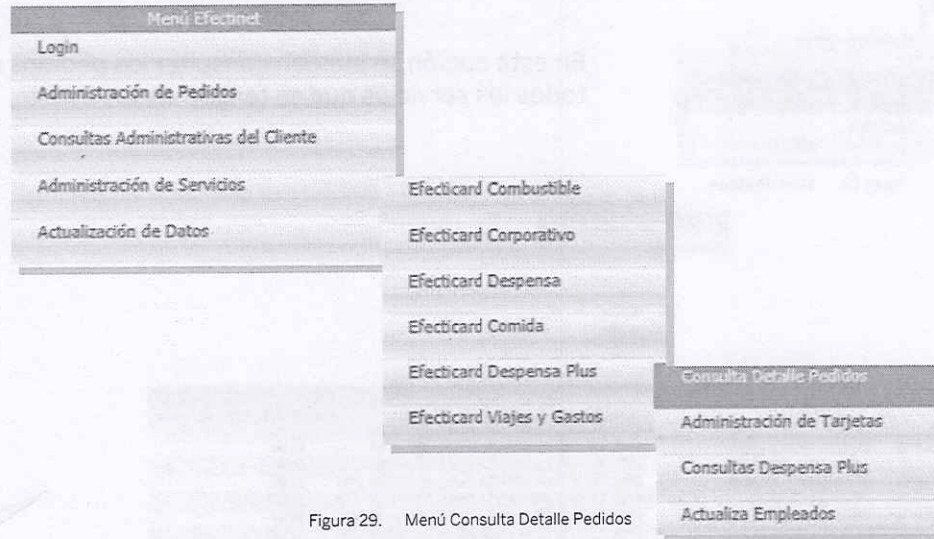 Menú Efectinet
Login
Administración de Pedidos
Consultas Administrativas del Cliente
Administración de Servicios
Actualización de Datos
Efecticard Combustible
Efecticard Corporativo
Efecticard Despensa
Efecticard Comida
Efecticard Despensa Plus
Efecticard Viajes y Gastos
Consulta Detalle Pedidos
Administración de Tarjetas
Consultas Despensa Plus
Actualiza Empleados
Figura 29. Menú Consulta Detalle Pedidos